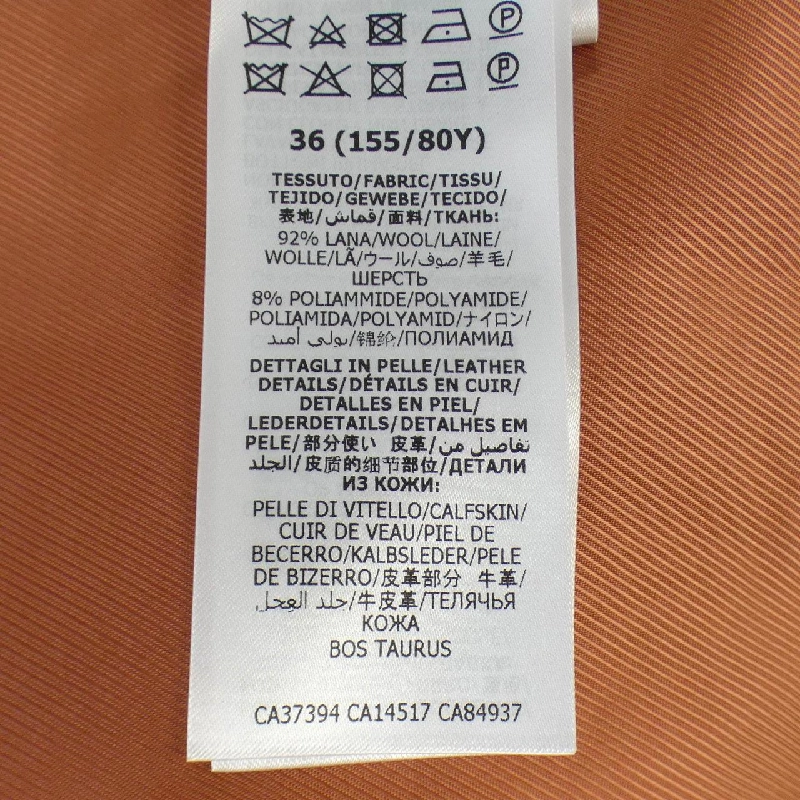 P
P
36 (155/80Y)
TESSUTO/FABRIC/TISSU/
TEJIDO/GEWEBE/TECIDO/
表地/قماش/面料/ТКАНЬ:
92% LANA/WOOL/LAINE/
WOLLE/LÃ/ウール/صوف/羊毛/
ШЕРСТЬ
8% POLIAMMIDE/POLYAMIDE/
POLIAMIDA/POLYAMID/ナイロン/
بولي أميد/锦纶/ПОЛИАМИД
DETTAGLI IN PELLE/LEATHER
DETAILS/DÉTAILS EN CUIR/
DETALLES EN PIEL/
LEDERDETAILS/DETALHES EM
PELE/部分使い 皮革/تفاصيل من
الجلد/皮质的细节部位/ДЕТАЛИ
ИЗ КОЖИ:
PELLE DI VITELLO/CALFSKIN/
CUIR DE VEAU/PIEL DE
BECERRO/KALBSLEDER/PELE
DE BIZERRO/皮革部分 牛革/
جلد العجل/牛皮革/ТЕЛЯЧЬЯ
КОЖА
BOS TAURUS
CA37394 CA14517 CA84937